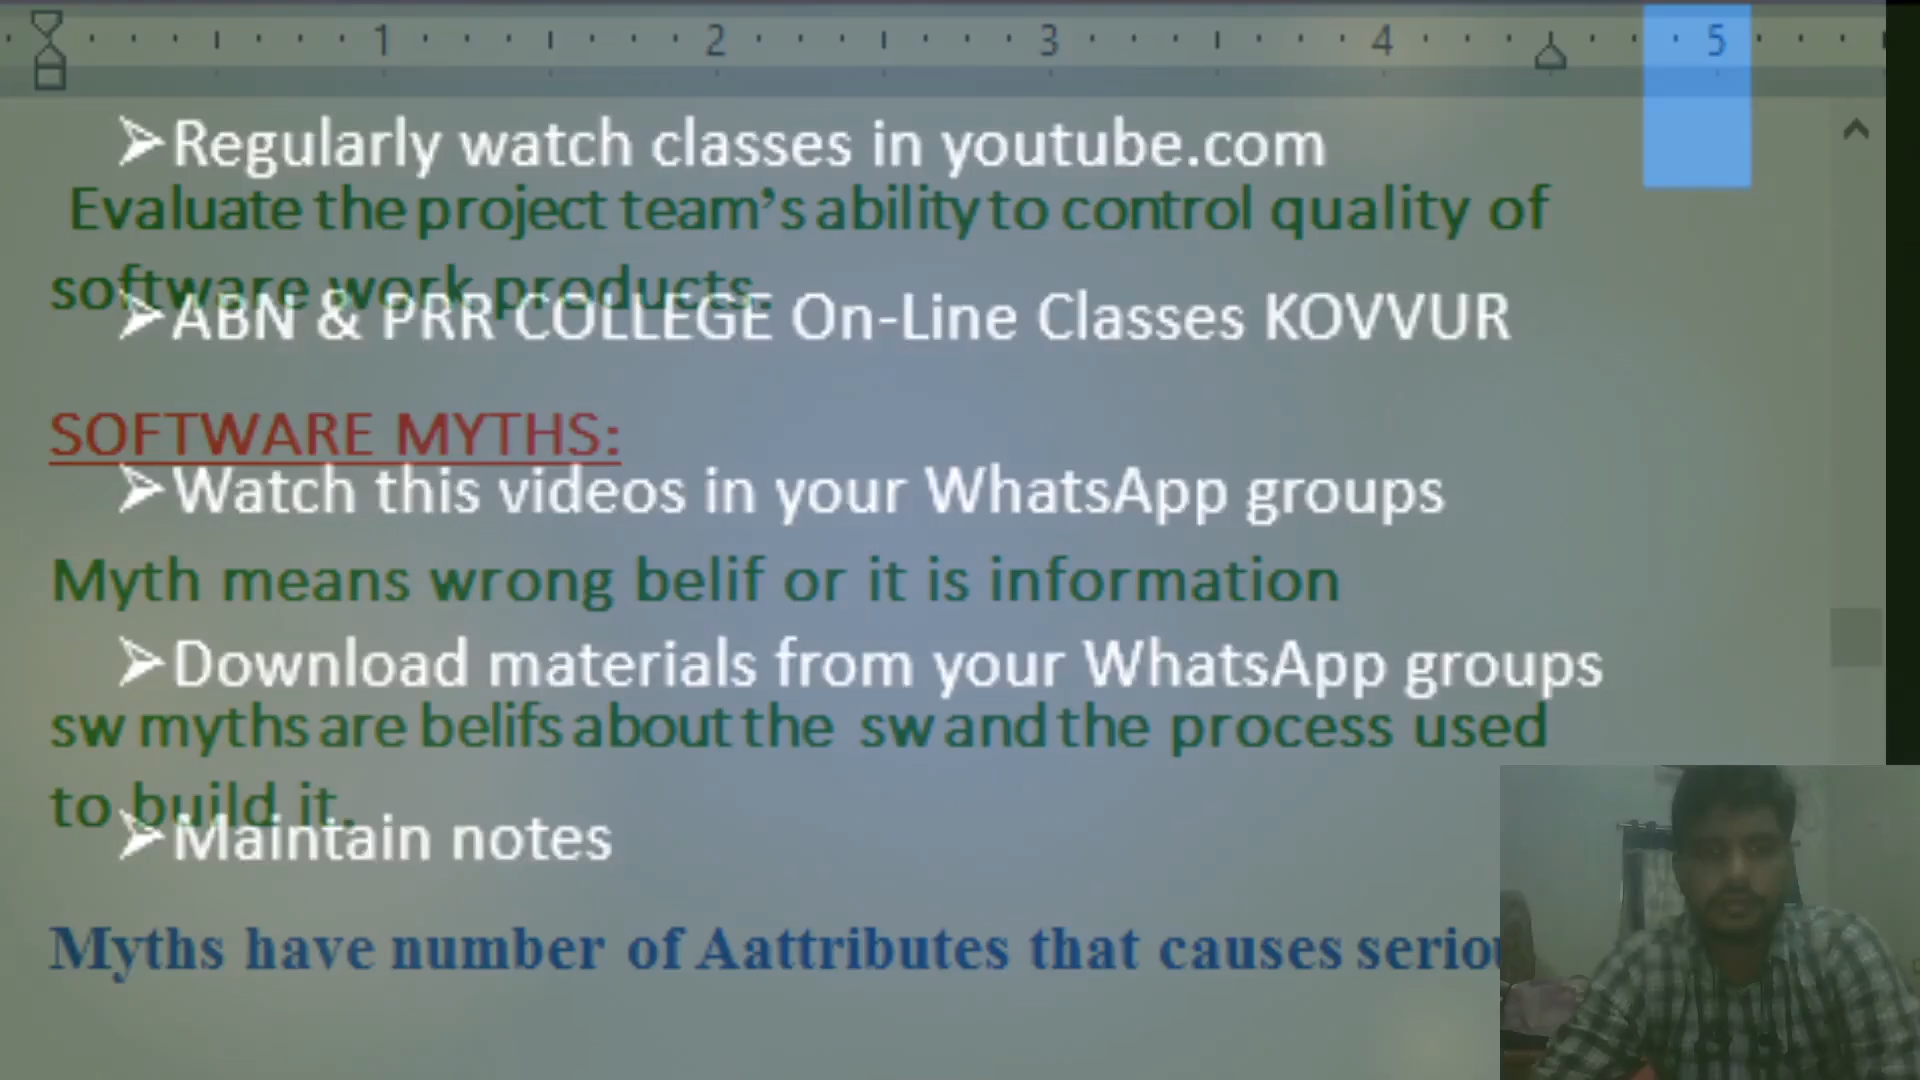 1 2 3 4 5
➢Regularly watch classes in youtube.com
Evaluate the project team’s ability to control quality of
software work products.
➢ABN & PRR COLLEGE On-Line Classes KOVVUR
SOFTWARE MYTHS:
➢Watch this videos in your WhatsApp groups
Myth means wrong belif or it is information
➢Download materials from your WhatsApp groups
sw myths are belifs about the sw and the process used
to build it.
➢Maintain notes
Myths have number of Aattributes that causes